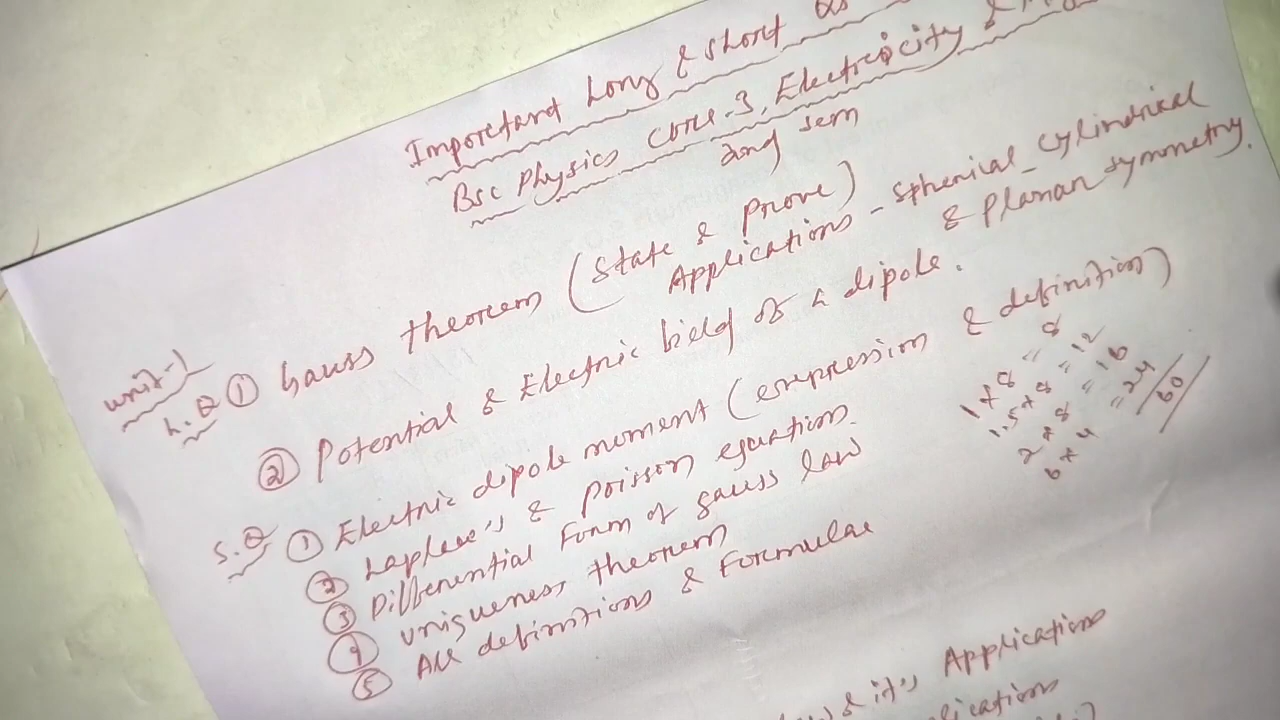 Important Long & short Qs
Bsc Physics Core-3, Electricity &
2nd sem
Unit-1
L.Q ① Gauss theorem (State & prove)
Applications - Spherical, Cylindrical
& Planar symmetry.
② Potential & Electric field of a dipole.
S.Q ① Electric dipole moment (expression & definition)
② Laplace's & Poisson equation.
③ Differential Form of gauss law
④ Uniqueness theorem
⑤ All definitions & Formulae
1 x 8 = 8
1.5 x 8 = 12
2 x 8 = 16
6 x 4 = 24
60
& it's Application